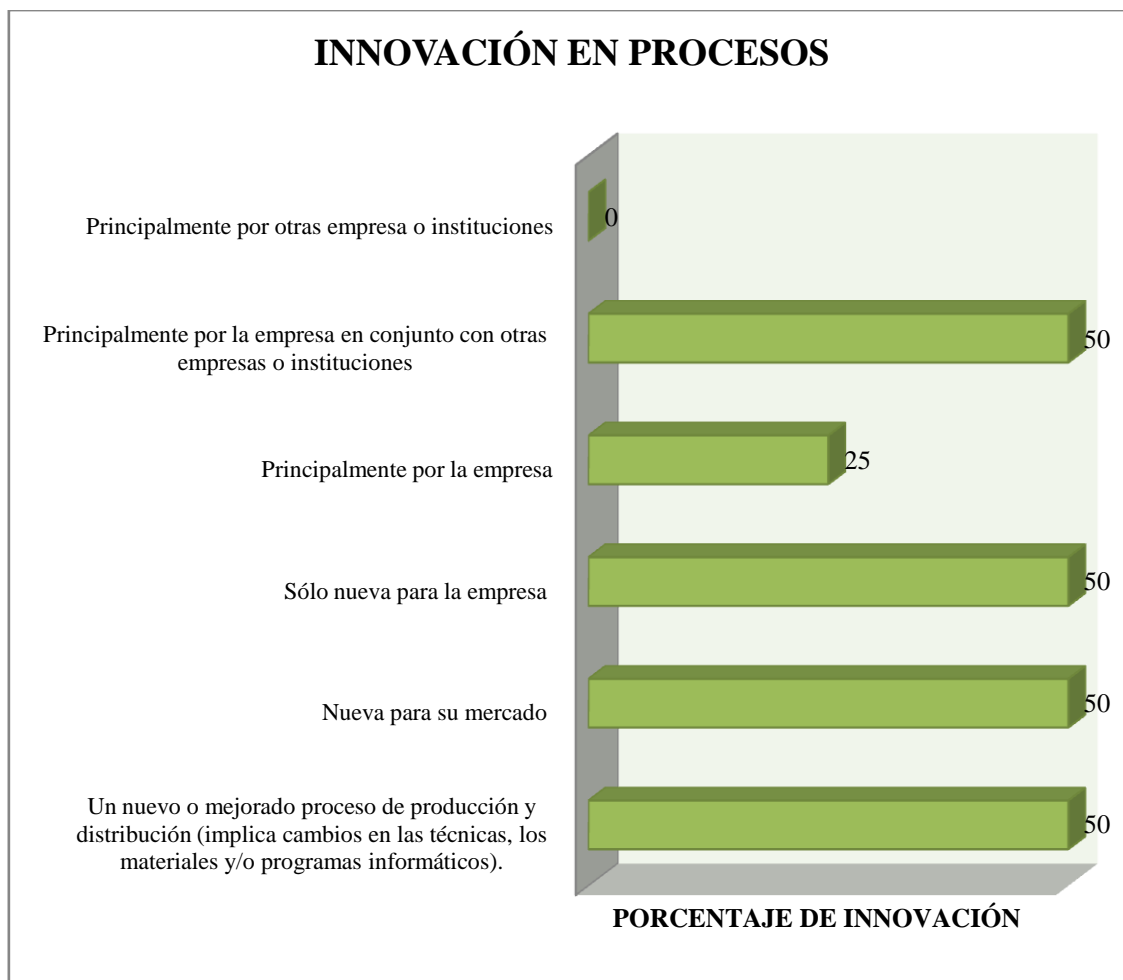 INNOVACIÓN EN PROCESOS
Principalmente por otras empresa o instituciones
0
Principalmente por la empresa en conjunto con otras
empresas o instituciones
50
Principalmente por la empresa
25
Sólo nueva para la empresa
50
Nueva para su mercado
50
Un nuevo o mejorado proceso de producción y
distribución (implica cambios en las técnicas, los
materiales y/o programas informáticos).
50
PORCENTAJE DE INNOVACIÓN